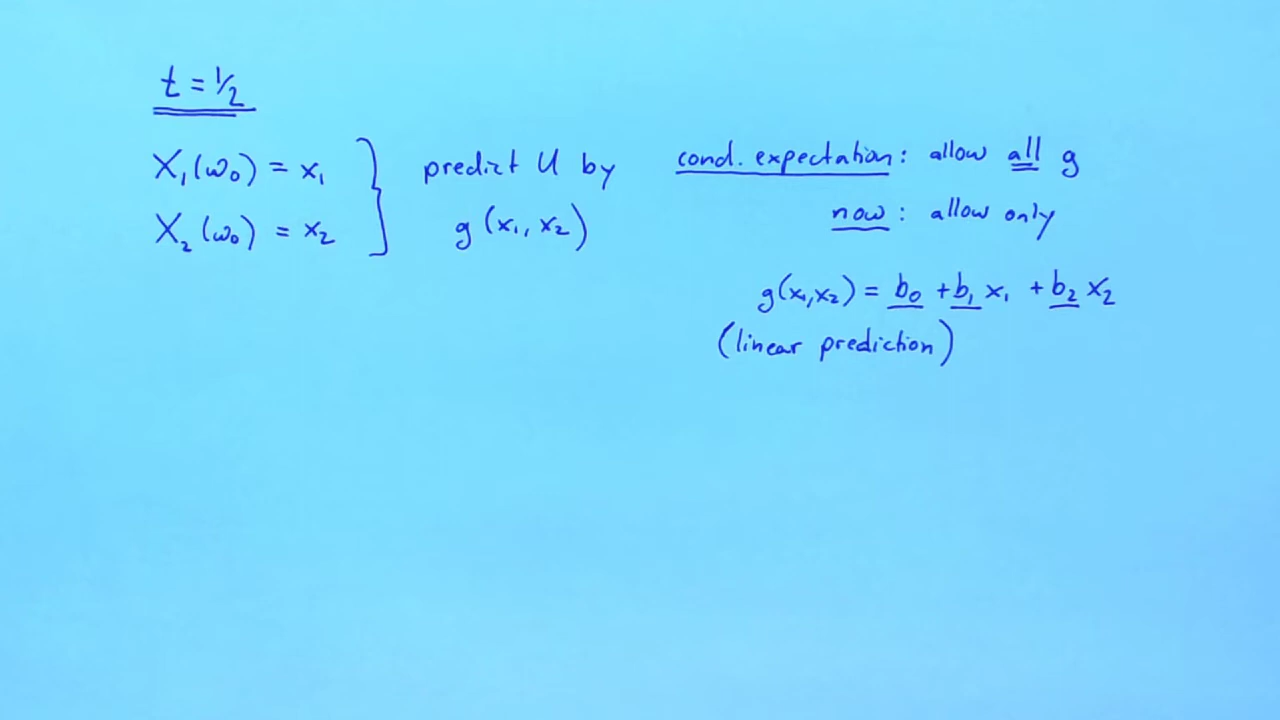 t = 1/2
X₁(ω₀) = x₁
X₂(ω₀) = x₂
predict U by
g(x₁, x₂)
cond. expectation: allow all g
now: allow only
g(x₁,x₂) = b₀ + b₁ x₁ + b₂ x₂
(linear prediction)